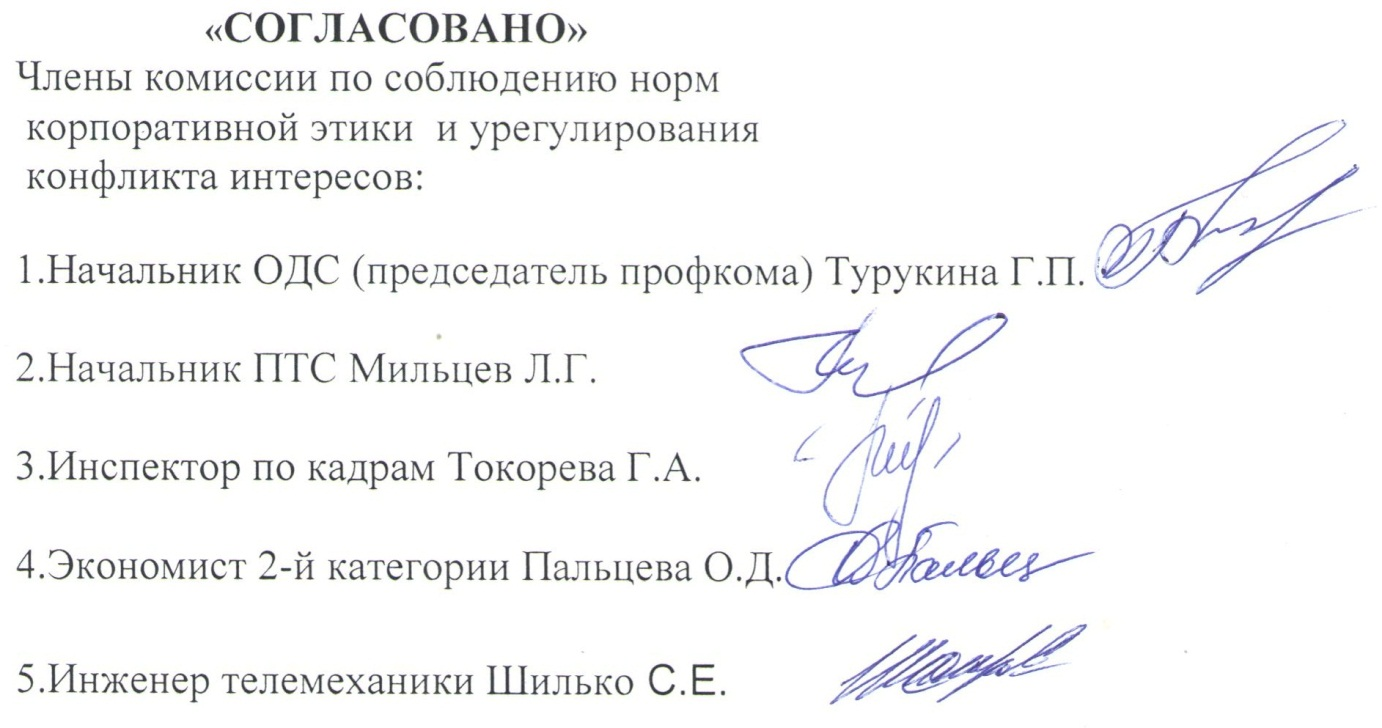 «СОГЛАСОВАНО»
Члены комиссии по соблюдению норм
корпоративной этики и урегулирования
конфликта интересов:
1.Начальник ОДС (председатель профкома) Турукина Г.П.
2.Начальник ПТС Мильцев Л.Г.
3.Инспектор по кадрам Токорева Г.А.
4.Экономист 2-й категории Пальцева О.Д.
5.Инженер телемеханики Шилько С.Е.